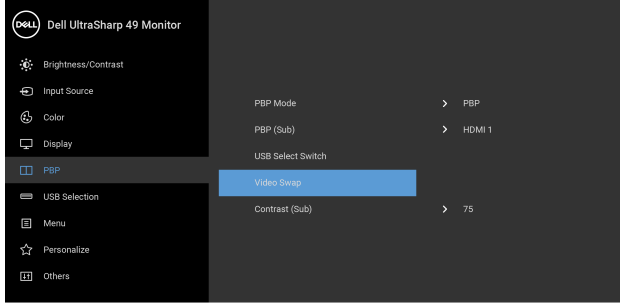 DELL Dell UltraSharp 49 Monitor
Brightness/Contrast
Input Source
Color
Display
PBP
USB Selection
Menu
Personalize
Others
PBP Mode PBP
PBP (Sub) HDMI 1
USB Select Switch
Video Swap
Contrast (Sub) 75